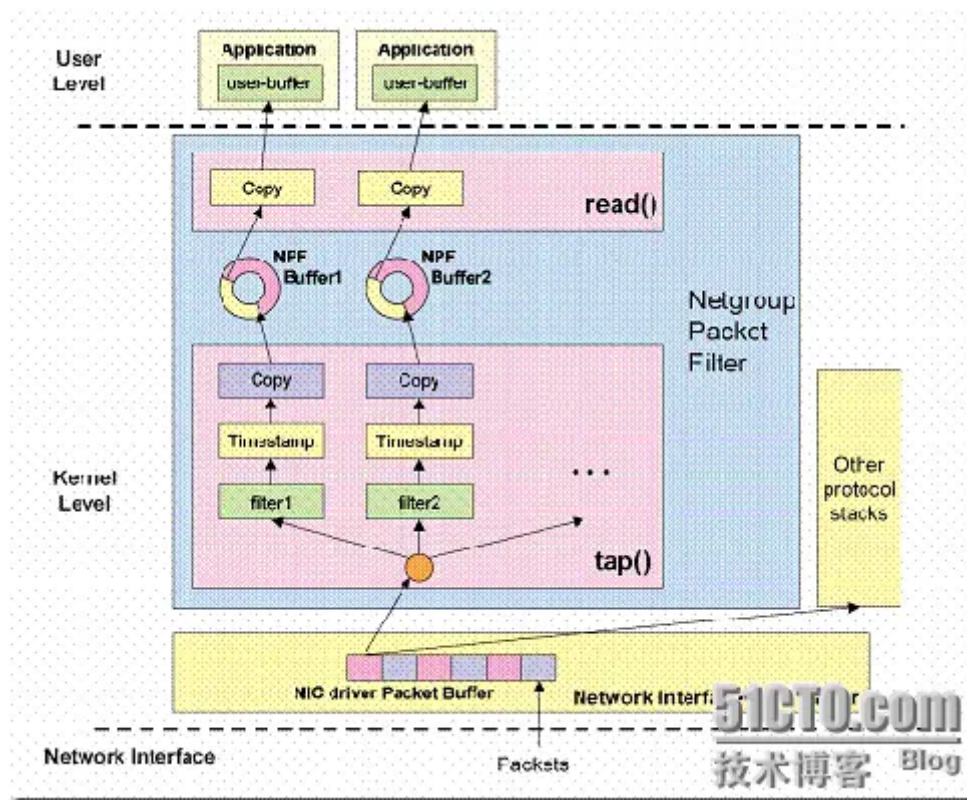 User
Level
Application
user-buffer
Application
user-buffer
Copy
Copy
read()
NPF
Buffer1
NPF
Buffer2
Netgroup
Packet
Filter
Copy
Copy
Timestamp
Timestamp
...
Kernel
Level
filter1
filter2
Other
protocol
stacks
tap()
NIC driver Packet Buffer
Network
51CTO.com
技术博客 Blog
Network Interface
Packets